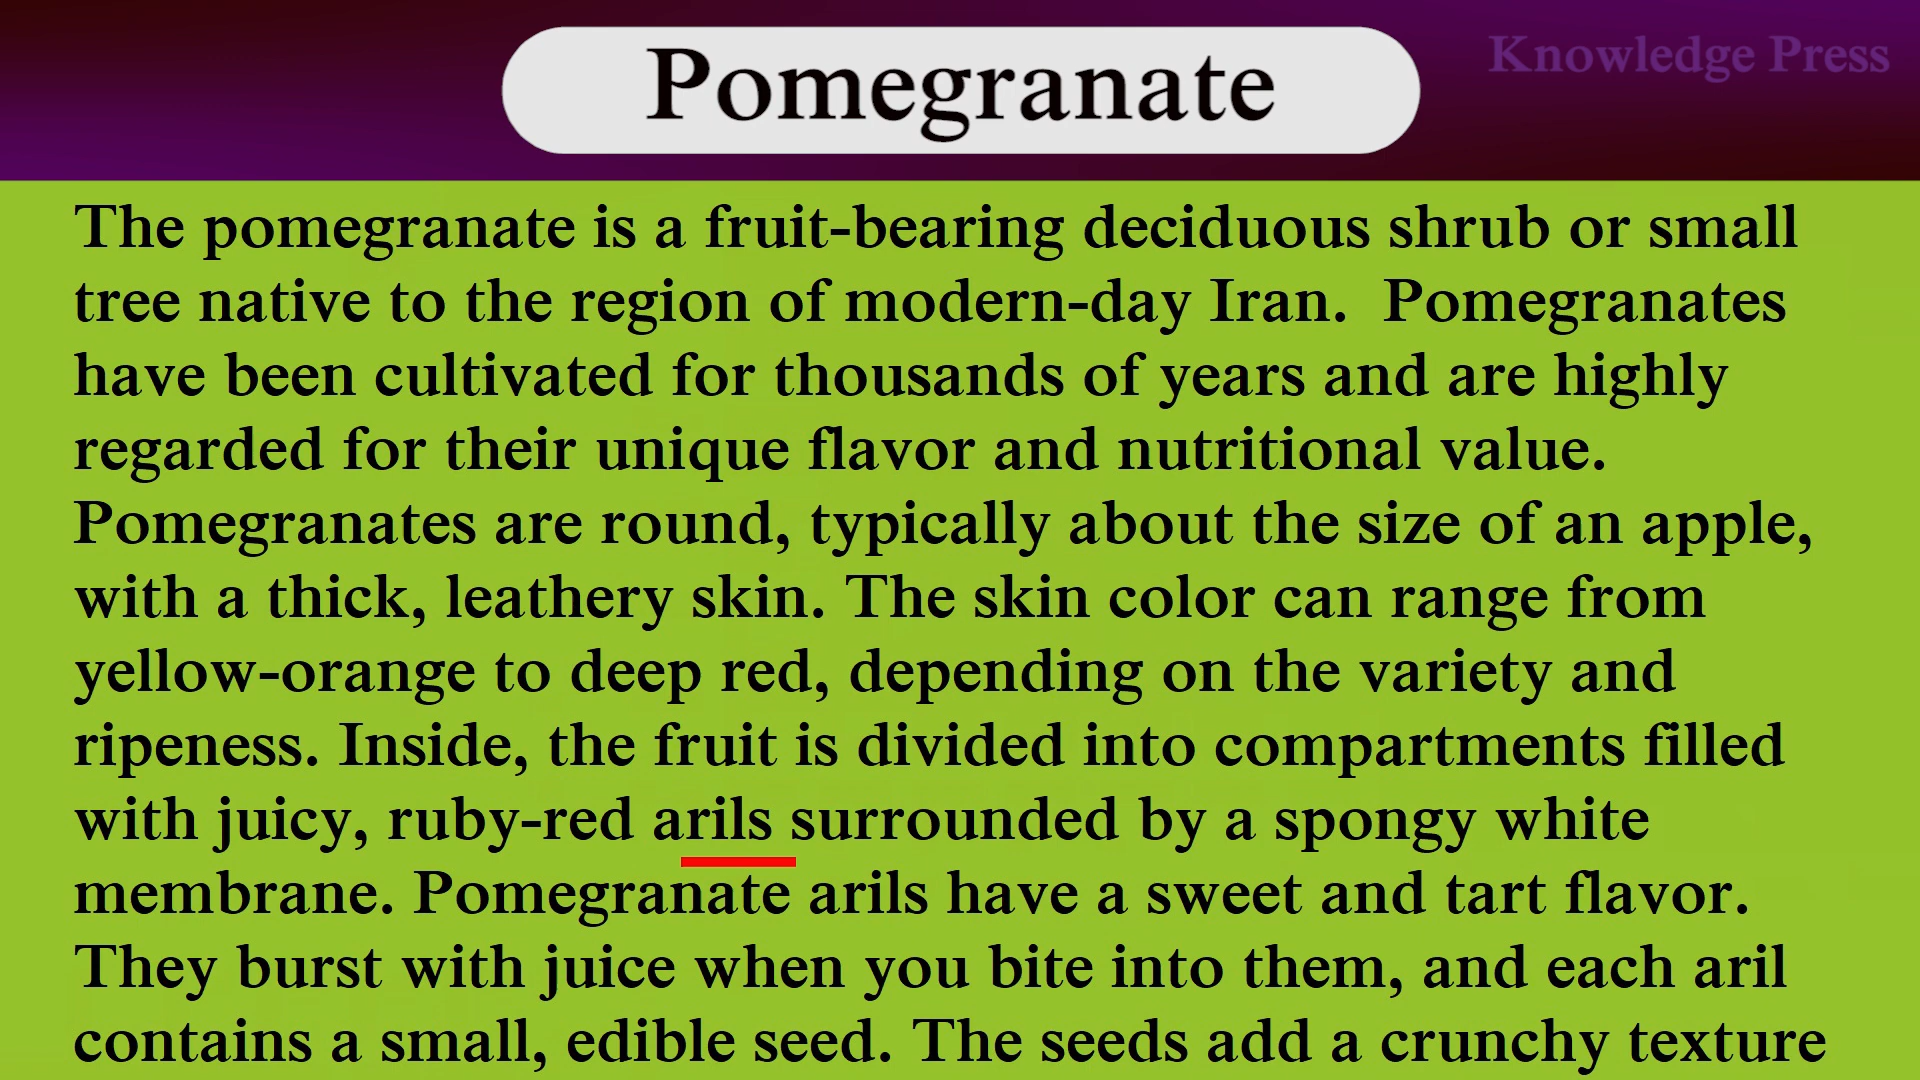 Pomegranate
Knowledge Press
The pomegranate is a fruit-bearing deciduous shrub or small
tree native to the region of modern-day Iran.  Pomegranates
have been cultivated for thousands of years and are highly
regarded for their unique flavor and nutritional value.
Pomegranates are round, typically about the size of an apple,
with a thick, leathery skin. The skin color can range from
yellow-orange to deep red, depending on the variety and
ripeness. Inside, the fruit is divided into compartments filled
with juicy, ruby-red arils surrounded by a spongy white
membrane. Pomegranate arils have a sweet and tart flavor.
They burst with juice when you bite into them, and each aril
contains a small, edible seed. The seeds add a crunchy texture